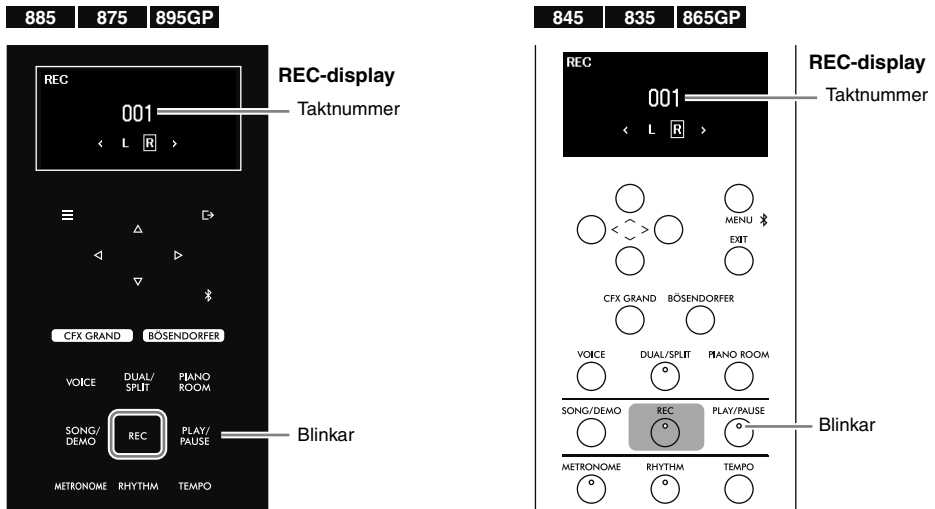 885 875 895GP
REC-display
REC
001
Taktnummer
< L R >
CFX GRAND BÖSENDORFER
VOICE DUAL/SPLIT PIANO ROOM
SONG/DEMO REC PLAY/PAUSE
Blinkar
METRONOME RHYTHM TEMPO
845 835 865GP
REC-display
REC
001
Taktnummer
< L R >
MENU
EXIT
CFX GRAND BÖSENDORFER
VOICE DUAL/SPLIT PIANO ROOM
SONG/DEMO REC PLAY/PAUSE
Blinkar
METRONOME RHYTHM TEMPO